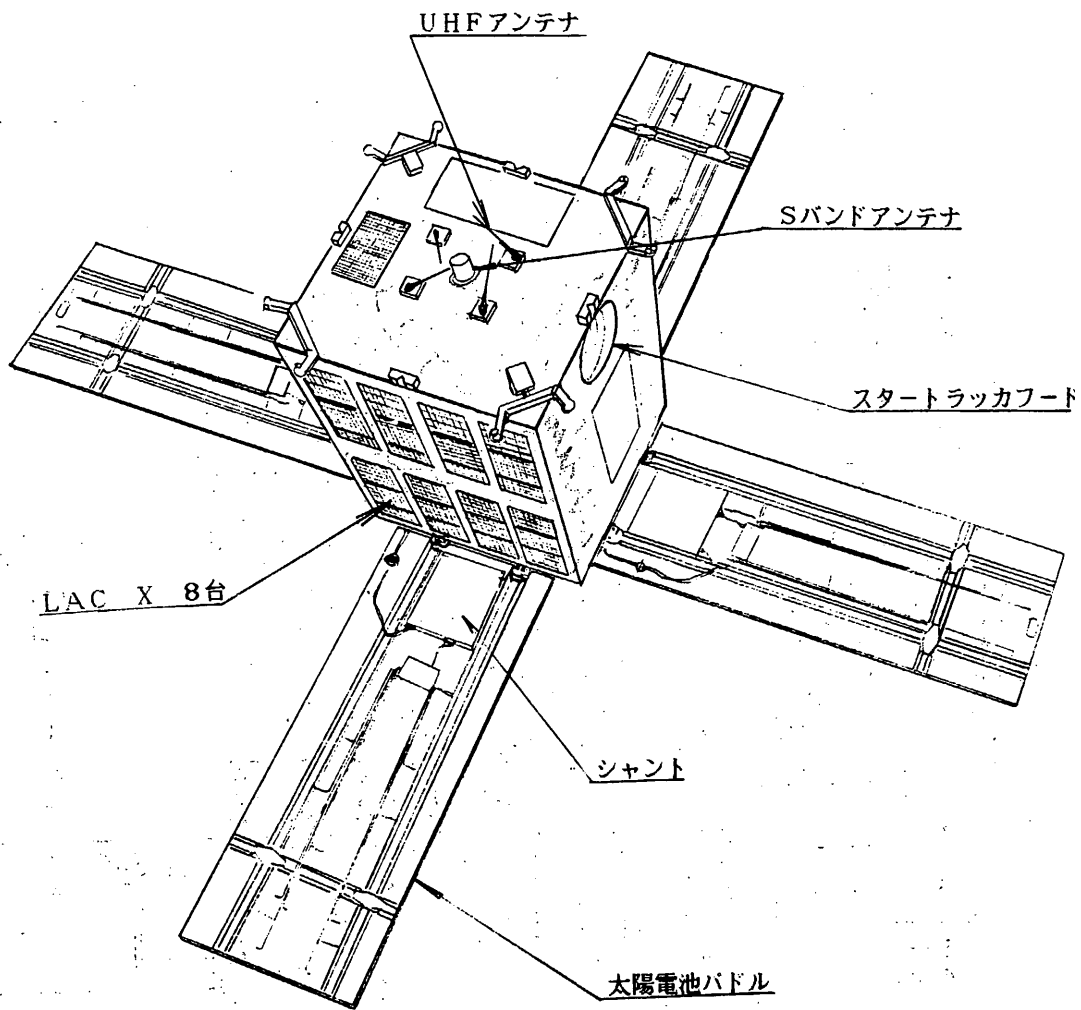 UHFアンテナ
Sバンドアンテナ
スタートラッカフード
LAC X 8台
シャント
太陽電池パドル